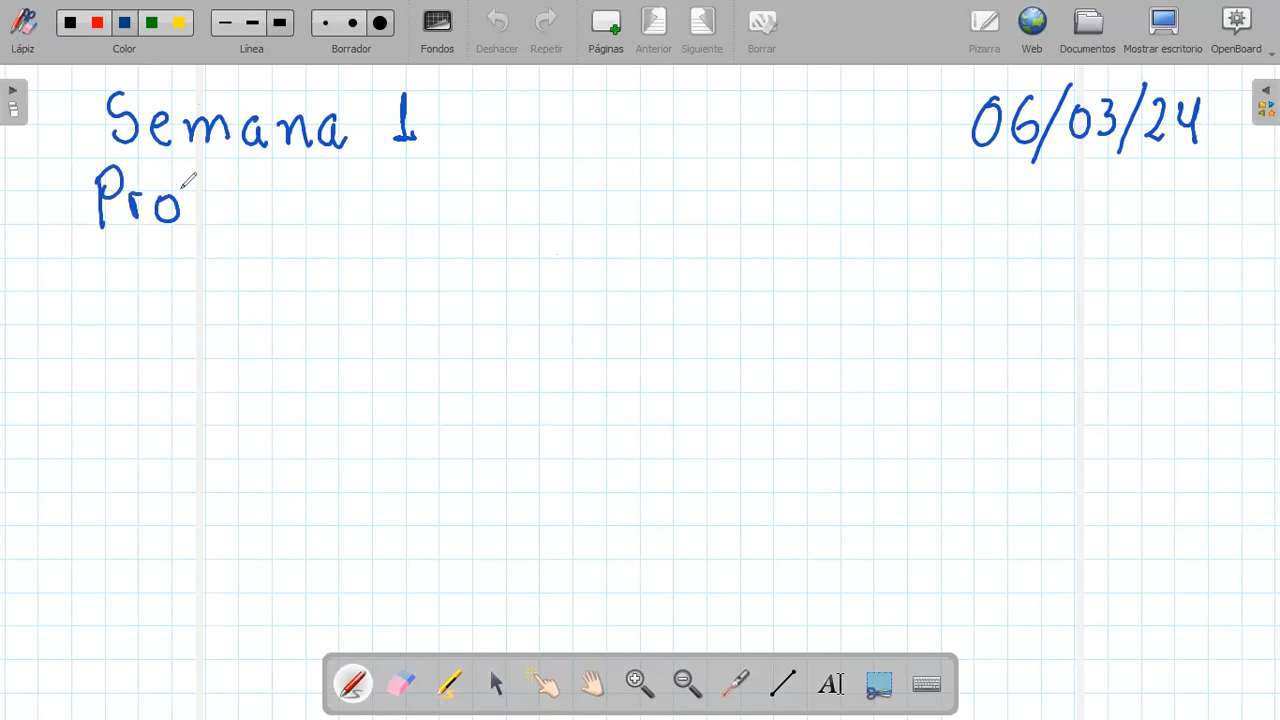 Lápiz Color Línea Borrador Fondos Deshacer Repetir Páginas Anterior Siguiente Borrar Pizarra Web Documentos Mostrar escritorio OpenBoard
Semana 1 06/03/24
Pro